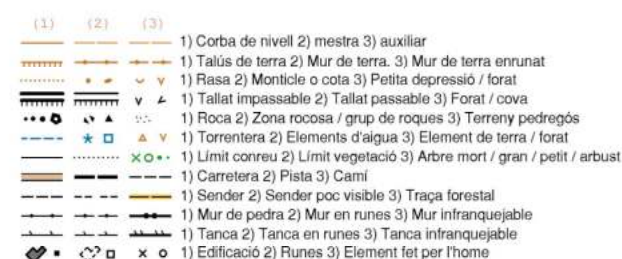 (1) (2) (3)
1) Corba de nivell 2) mestra 3) auxiliar
1) Talús de terra 2) Mur de terra. 3) Mur de terra enrunat
1) Rasa 2) Monticle o cota 3) Petita depressió / forat
1) Tallat impassable 2) Tallat passable 3) Forat / cova
1) Roca 2) Zona rocosa / grup de roques 3) Terreny pedregós
1) Torrentera 2) Elements d'aigua 3) Element de terra / forat
1) Límit conreu 2) Límit vegetació 3) Arbre mort / gran / petit / arbust
1) Carretera 2) Pista 3) Camí
1) Sender 2) Sender poc visible 3) Traça forestal
1) Mur de pedra 2) Mur en runes 3) Mur infranquejable
1) Tanca 2) Tanca en runes 3) Tanca infranquejable
1) Edificació 2) Runes 3) Element fet per l'home